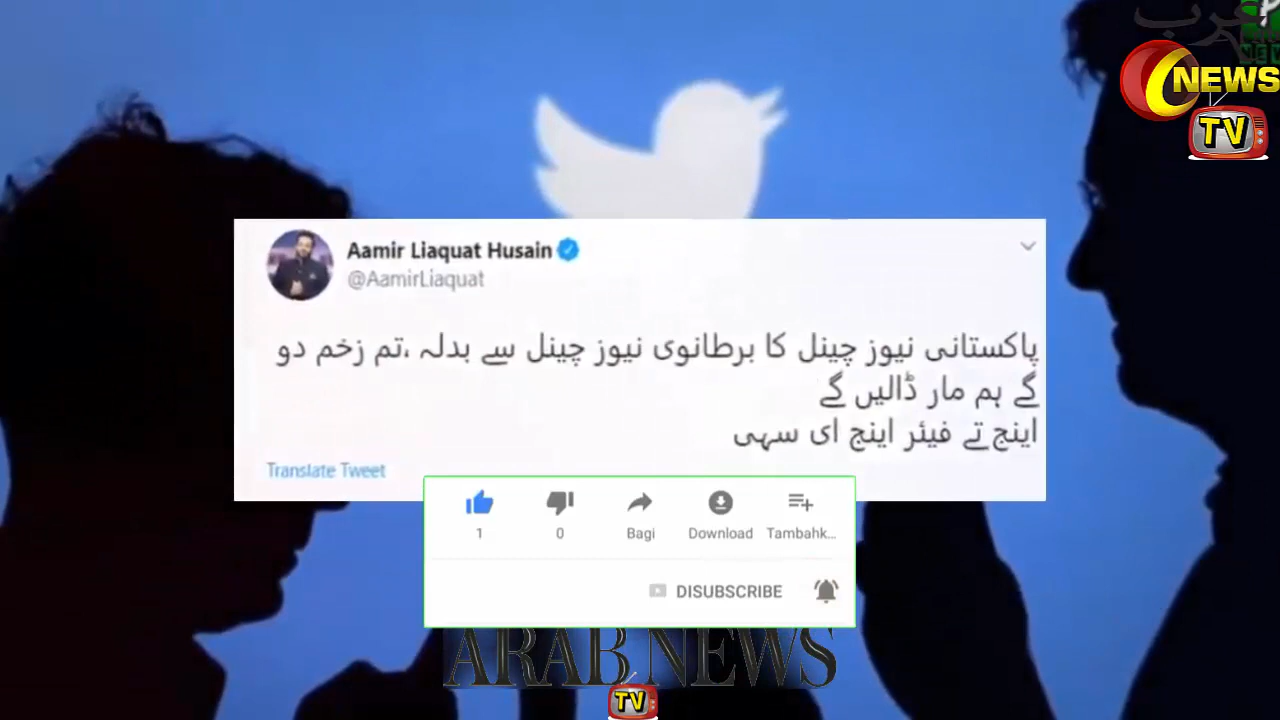 عرب
NEWS
TV
Aamir Liaquat Husain
@AamirLiaquat
پاکستانی نیوز چینل کا برطانوی نیوز چینل سے بدلہ ،تم زخم دو
گے ہم مار ڈالیں گے
اینج تے فیئر اینج ای سہی
Translate Tweet
1
0
Bagi
Download
Tambahk...
DISUBSCRIBE
ARAB NEWS
TV